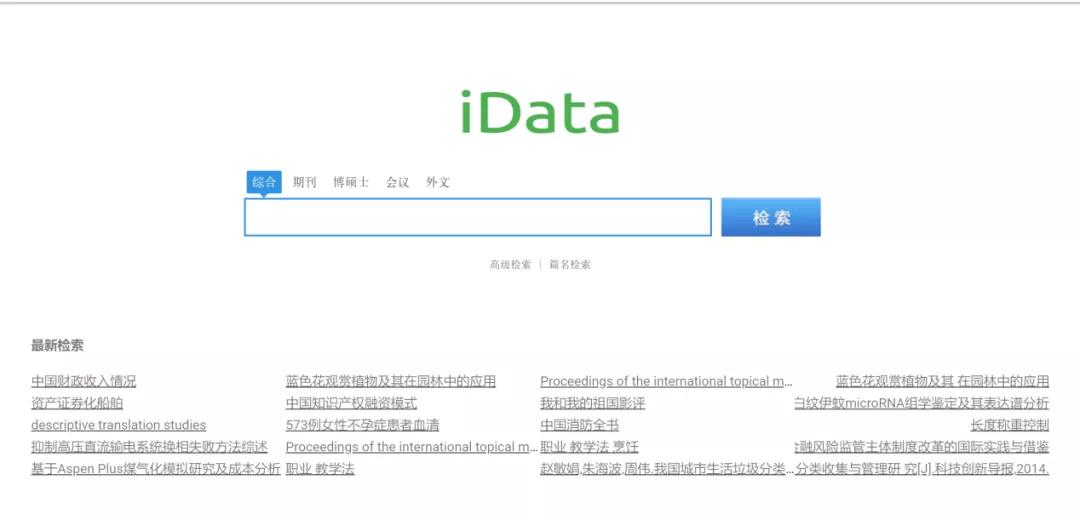 iData
综合 期刊 博硕士 会议 外文
检索
高级检索 | 篇名检索
最新检索
中国财政收入情况 蓝色花观赏植物及其在园林中的应用 Proceedings of the international topical m... 蓝色花观赏植物及其 在园林中的应用
资产证券化船舶 中国知识产权融资模式 我和我的祖国影评 白纹伊蚊microRNA组学鉴定及其表达谱分析
descriptive translation studies 573例女性不孕症患者血清 中国消防全书 长度称重控制
抑制高压直流输电系统换相失败方法综述 Proceedings of the international topical m... 职业 教学法 烹饪 融风险监管主体制度改革的国际实践与借鉴
基于Aspen Plus煤气化模拟研究及成本分析 职业 教学法 赵敏娟,朱海波,周伟.我国城市生活垃圾分类... 分类收集与管理研 究[J].科技创新导报,2014.